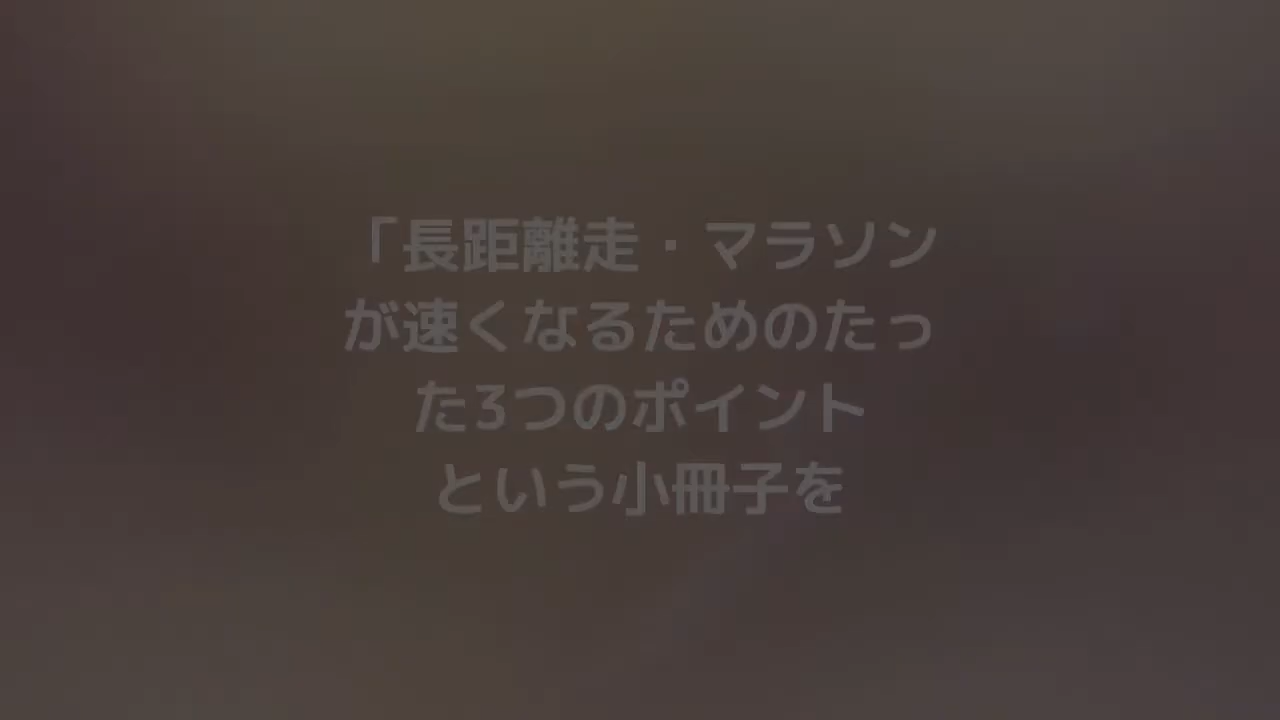 「長距離走・マラソン
が速くなるためのたっ
た3つのポイント
という小冊子を